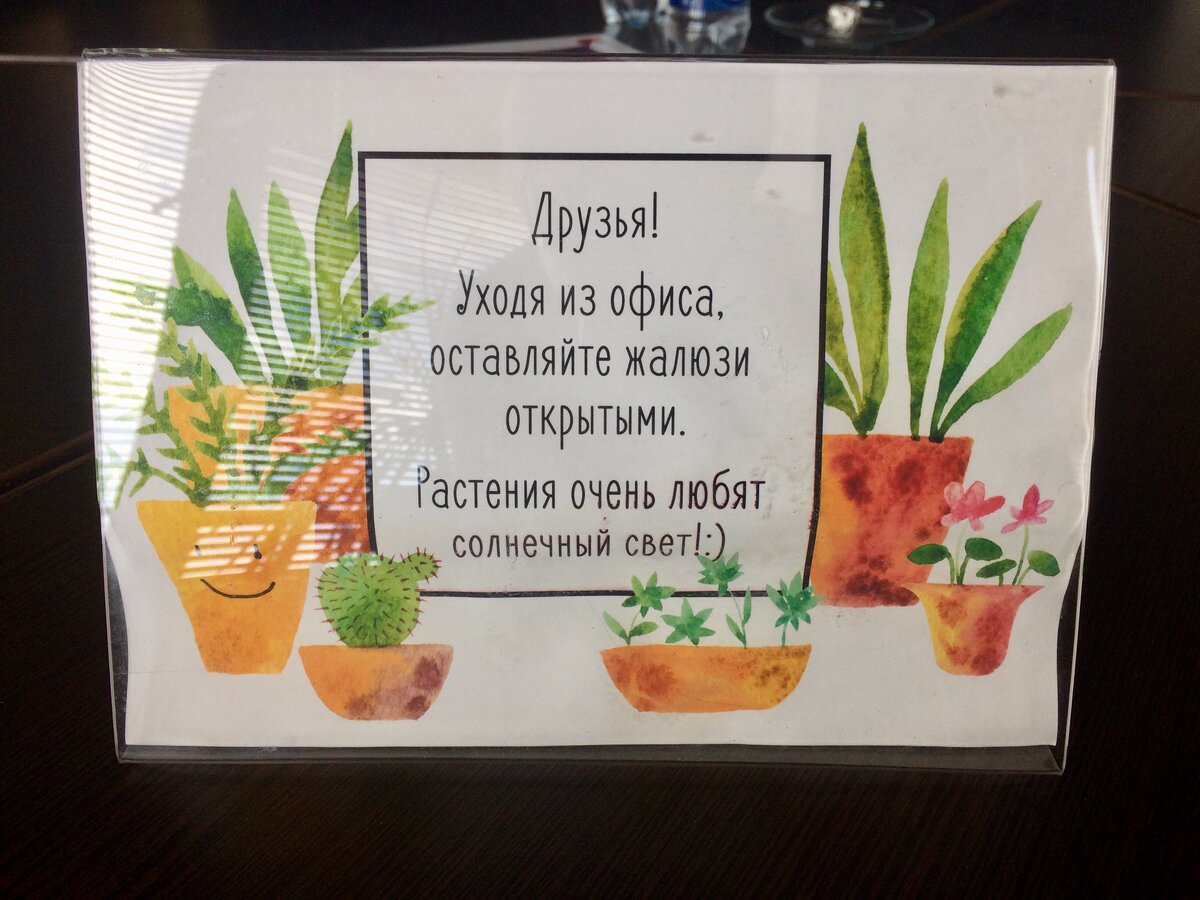 Друзья!
Уходя из офиса,
оставляйте жалюзи
открытыми.
Растения очень любят
солнечный свет!:)